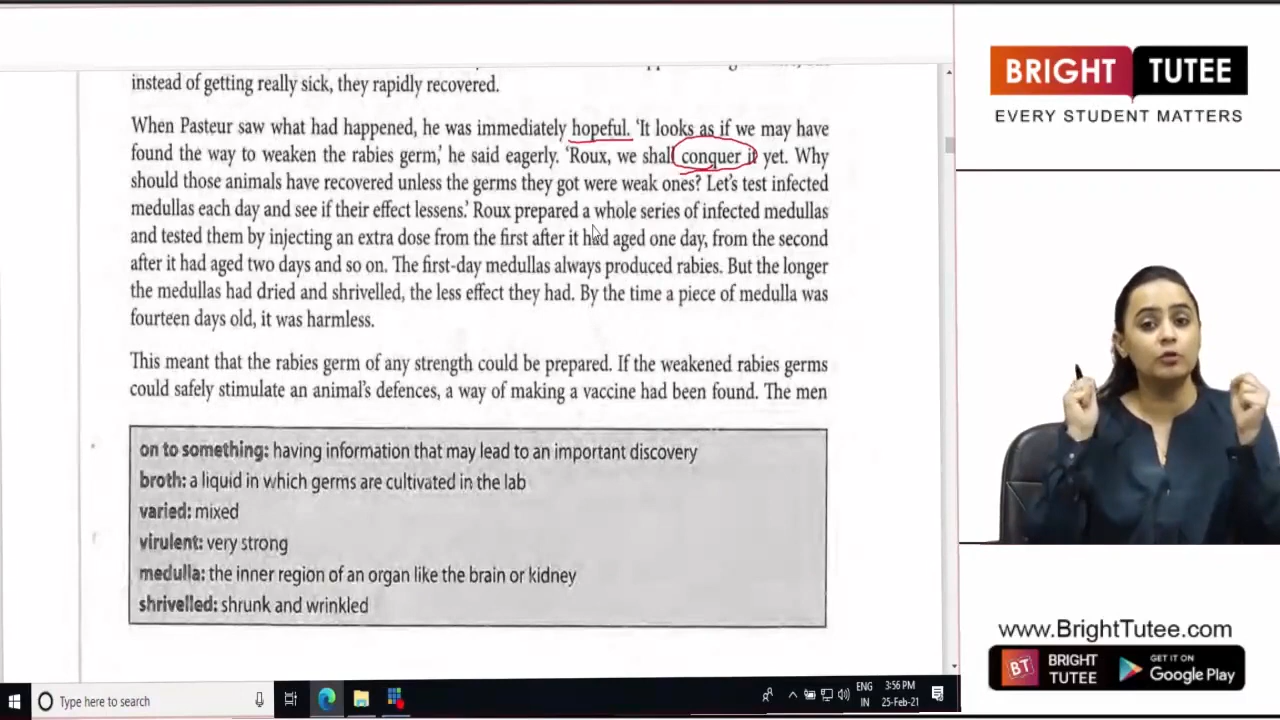 instead of getting really sick, they rapidly recovered.
When Pasteur saw what had happened, he was immediately hopeful. 'It looks as if we may have
found the way to weaken the rabies germ,' he said eagerly. 'Roux, we shall conquer it yet. Why
should those animals have recovered unless the germs they got were weak ones? Let's test infected
medullas each day and see if their effect lessens.' Roux prepared a whole series of infected medullas
and tested them by injecting an extra dose from the first after it had aged one day, from the second
after it had aged two days and so on. The first-day medullas always produced rabies. But the longer
the medullas had dried and shrivelled, the less effect they had. By the time a piece of medulla was
fourteen days old, it was harmless.
This meant that the rabies germ of any strength could be prepared. If the weakened rabies germs
could safely stimulate an animal's defences, a way of making a vaccine had been found. The men
on to something: having information that may lead to an important discovery
broth: a liquid in which germs are cultivated in the lab
varied: mixed
virulent: very strong
medulla: the inner region of an organ like the brain or kidney
shrivelled: shrunk and wrinkled
BRIGHT TUTEE
EVERY STUDENT MATTERS
www.BrightTutee.com
BT BRIGHT TUTEE
GET IT ON
Google Play
Type here to search
ENG
IN
3:56 PM
25-Feb-21